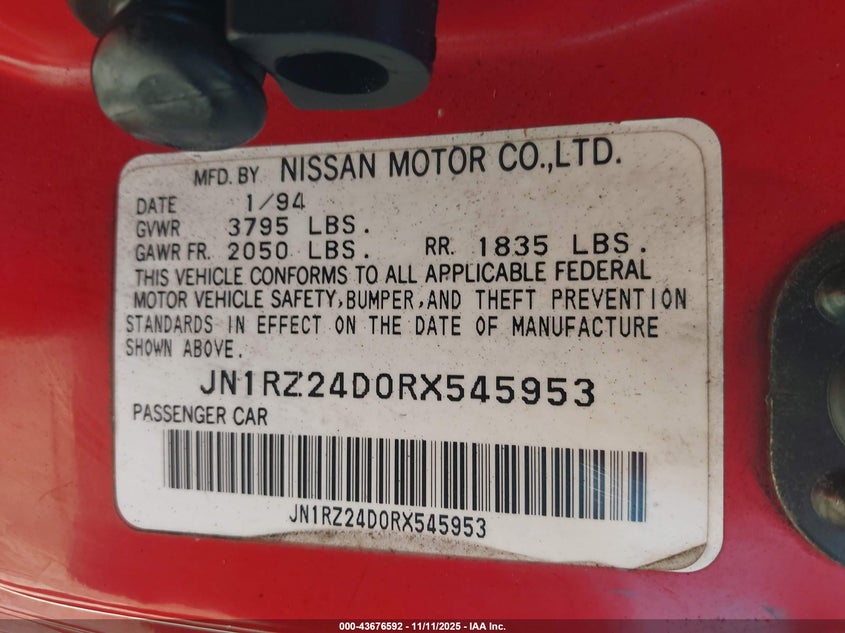 MFD. BY NISSAN MOTOR CO.,LTD.
DATE 1/94
GVWR 3795 LBS.
GAWR FR. 2050 LBS. RR. 1835 LBS.
THIS VEHICLE CONFORMS TO ALL APPLICABLE FEDERAL
MOTOR VEHICLE SAFETY,BUMPER,AND THEFT PREVENTION
STANDARDS IN EFFECT ON THE DATE OF MANUFACTURE
SHOWN ABOVE.
JN1RZ24D0RX545953
PASSENGER CAR
JN1RZ24D0RX545953
000-43676592 - 11/11/2025 - IAA Inc.